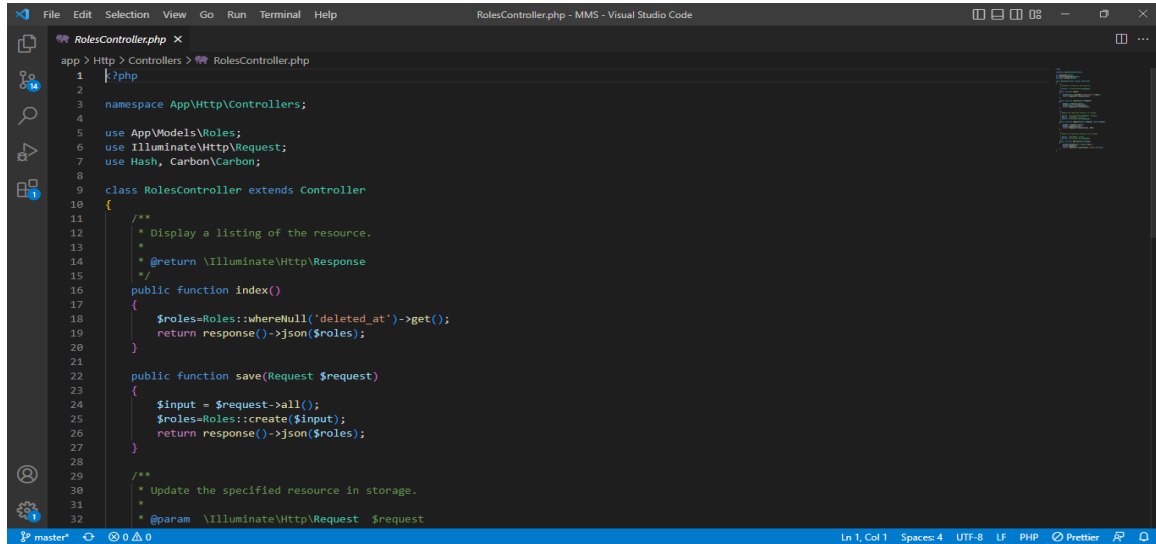 File Edit Selection View Go Run Terminal Help RolesController.php - MMS - Visual Studio Code
RolesController.php
app > Http > Controllers > RolesController.php
1 <?php
2
3 namespace App\Http\Controllers;
4
5 use App\Models\Roles;
6 use Illuminate\Http\Request;
7 use Hash, Carbon\Carbon;
8
9 class RolesController extends Controller
10 {
11 /**
12 * Display a listing of the resource.
13 *
14 * @return \Illuminate\Http\Response
15 */
16 public function index()
17 {
18 $roles=Roles::whereNull('deleted_at')->get();
19 return response()->json($roles);
20 }
21
22 public function save(Request $request)
23 {
24 $input = $request->all();
25 $roles=Roles::create($input);
26 return response()->json($roles);
27 }
28
29 /**
30 * Update the specified resource in storage.
31 *
32 * @param \Illuminate\Http\Request $request
14
1
1
master* 0 0 Ln 1, Col 1 Spaces: 4 UTF-8 LF PHP Prettier